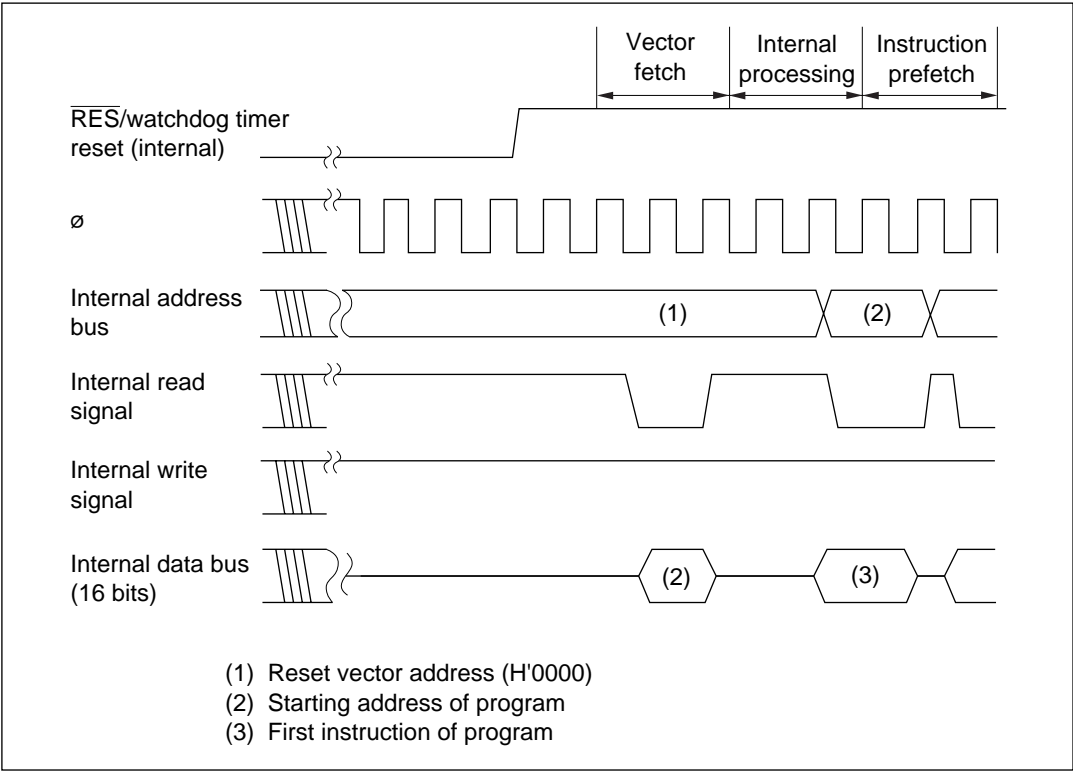 Vector fetch
Internal processing
Instruction prefetch
R̅E̅S̅/watchdog timer
reset (internal)
ø
Internal address
bus
(1)
(2)
Internal read
signal
Internal write
signal
Internal data bus
(16 bits)
(2)
(3)
(1) Reset vector address (H'0000)
(2) Starting address of program
(3) First instruction of program